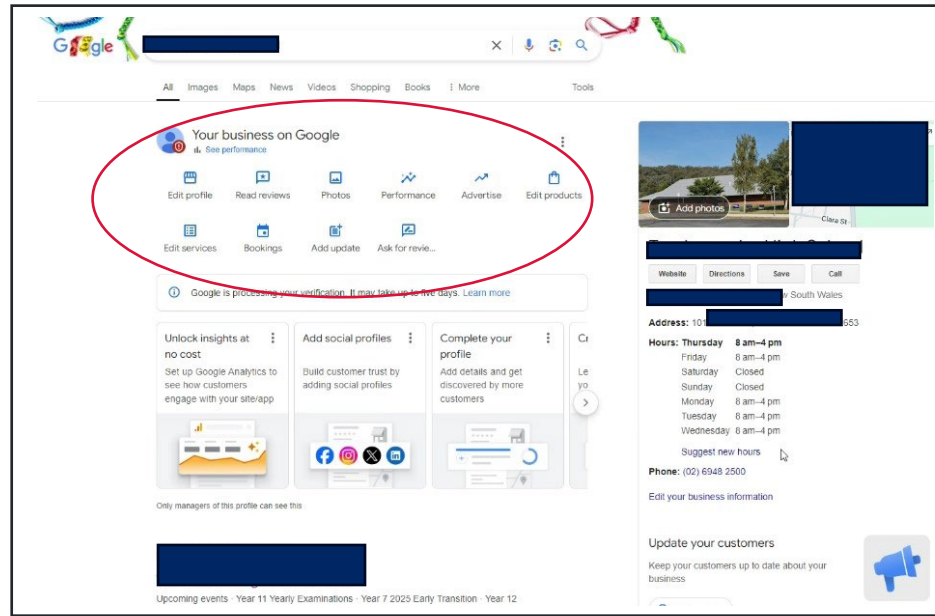 Google
All Images Maps News Videos Shopping Books ⋮ More Tools
Your business on Google
See performance
Edit profile Read reviews Photos Performance Advertise Edit products
Edit services Bookings Add update Ask for revie...
Google is processing your verification. It may take up to five days. Learn more
Unlock insights at no cost
Set up Google Analytics to
see how customers
engage with your site/app
Add social profiles
Build customer trust by
adding social profiles
Complete your
profile
Add details and get
discovered by more
customers
Only managers of this profile can see this
Upcoming events · Year 11 Yearly Examinations · Year 7 2025 Early Transition · Year 12
Add photos
Clara St
Website Directions Save Call
South Wales
Address: 101 653
Hours: Thursday 8 am–4 pm
Friday 8 am–4 pm
Saturday Closed
Sunday Closed
Monday 8 am–4 pm
Tuesday 8 am–4 pm
Wednesday 8 am–4 pm
Suggest new hours
Phone: (02) 6948 2500
Edit your business information
Update your customers
Keep your customers up to date about your
business